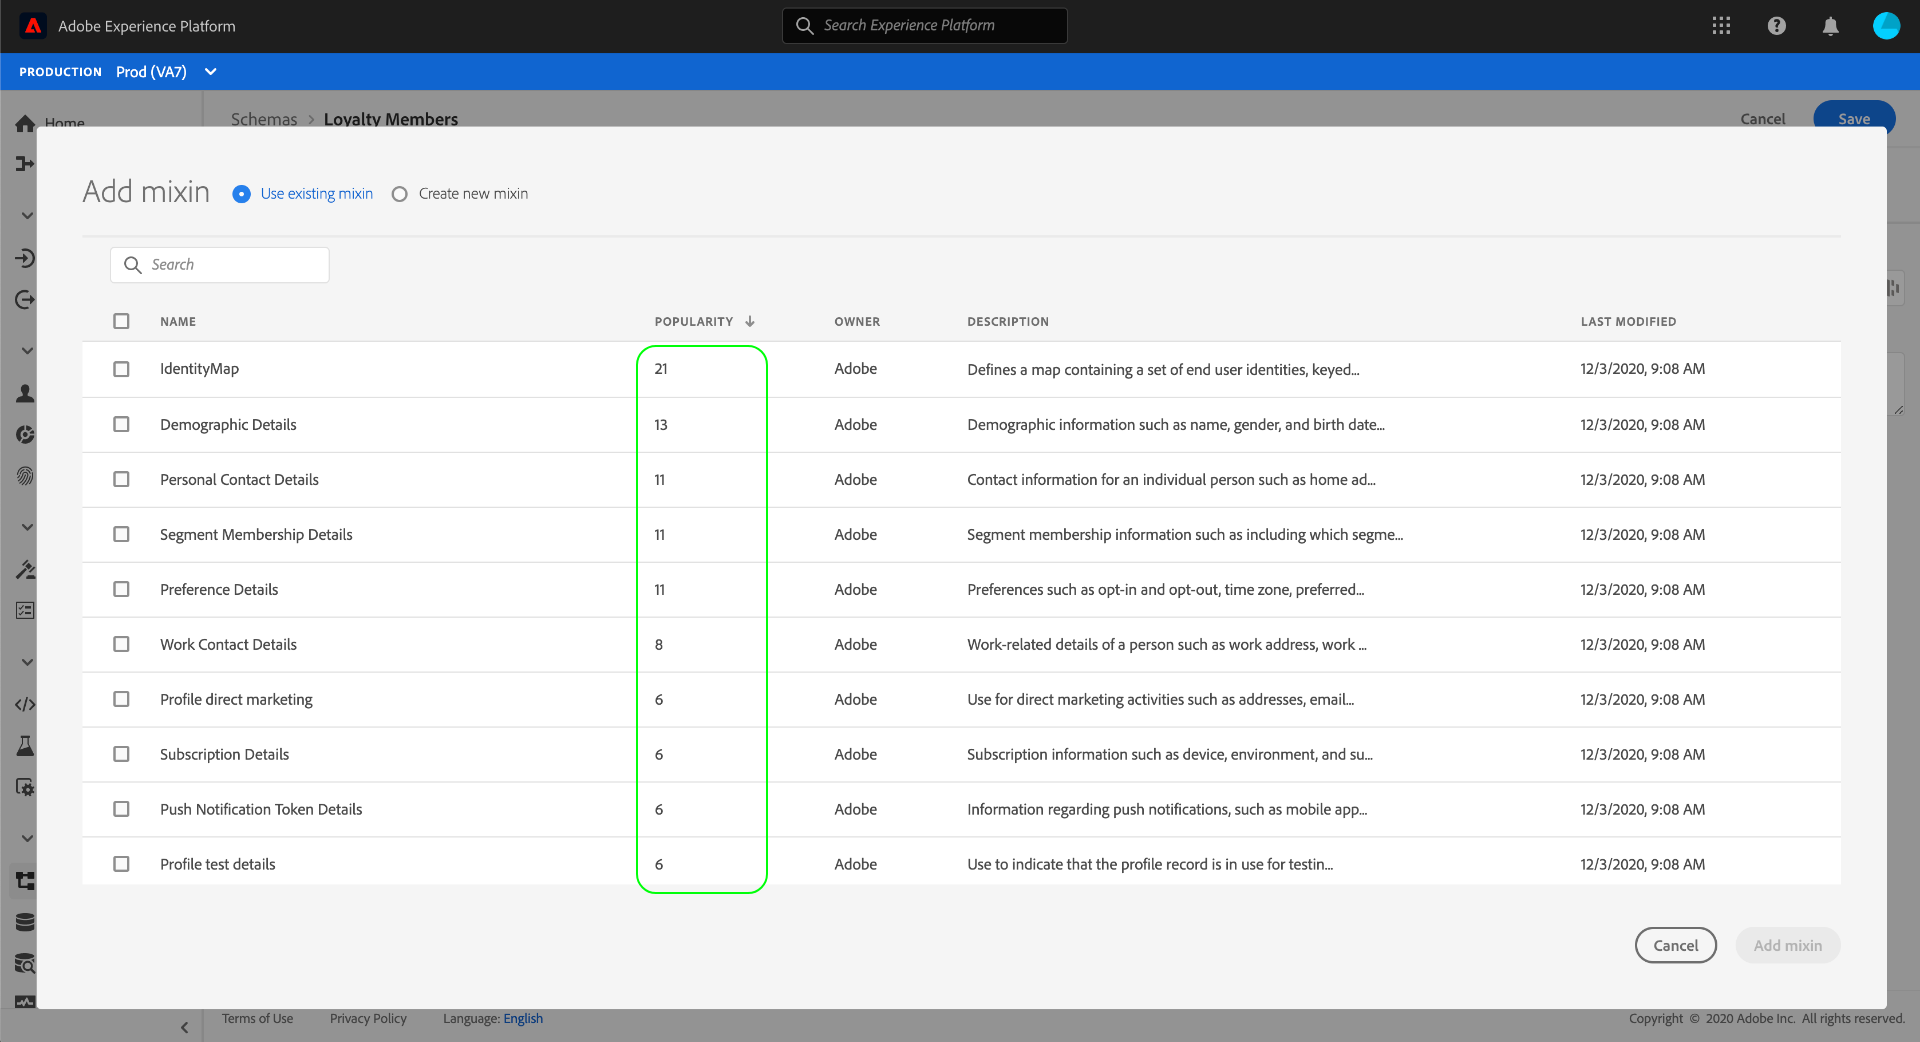 Adobe Experience Platform
Search Experience Platform
PRODUCTION Prod (VA7)
Home
Schemas > Loyalty Members
Cancel
Save
Add mixin
Use existing mixin
Create new mixin
Search
NAME POPULARITY ↓ OWNER DESCRIPTION LAST MODIFIED
IdentityMap 21 Adobe Defines a map containing a set of end user identities, keyed... 12/3/2020, 9:08 AM
Demographic Details 13 Adobe Demographic information such as name, gender, and birth date... 12/3/2020, 9:08 AM
Personal Contact Details 11 Adobe Contact information for an individual person such as home ad... 12/3/2020, 9:08 AM
Segment Membership Details 11 Adobe Segment membership information such as including which segme... 12/3/2020, 9:08 AM
Preference Details 11 Adobe Preferences such as opt-in and opt-out, time zone, preferred... 12/3/2020, 9:08 AM
Work Contact Details 8 Adobe Work-related details of a person such as work address, work ... 12/3/2020, 9:08 AM
Profile direct marketing 6 Adobe Use for direct marketing activities such as addresses, email... 12/3/2020, 9:08 AM
Subscription Details 6 Adobe Subscription information such as device, environment, and su... 12/3/2020, 9:08 AM
Push Notification Token Details 6 Adobe Information regarding push notifications, such as mobile app... 12/3/2020, 9:08 AM
Profile test details 6 Adobe Use to indicate that the profile record is in use for testin... 12/3/2020, 9:08 AM
Cancel
Add mixin
Terms of Use Privacy Policy Language: English
Copyright © 2020 Adobe Inc. All rights reserved.